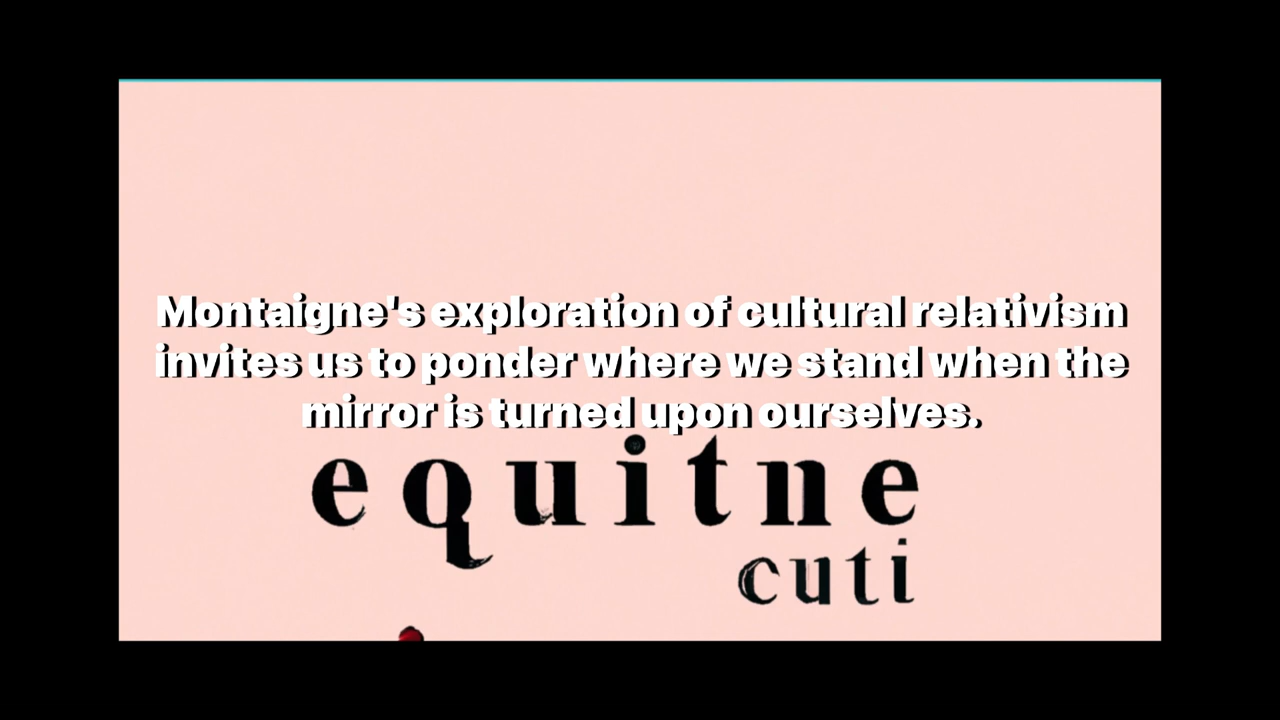 Montaigne's exploration of cultural relativism
invites us to ponder where we stand when the
mirror is turned upon ourselves.
equitne
cuti